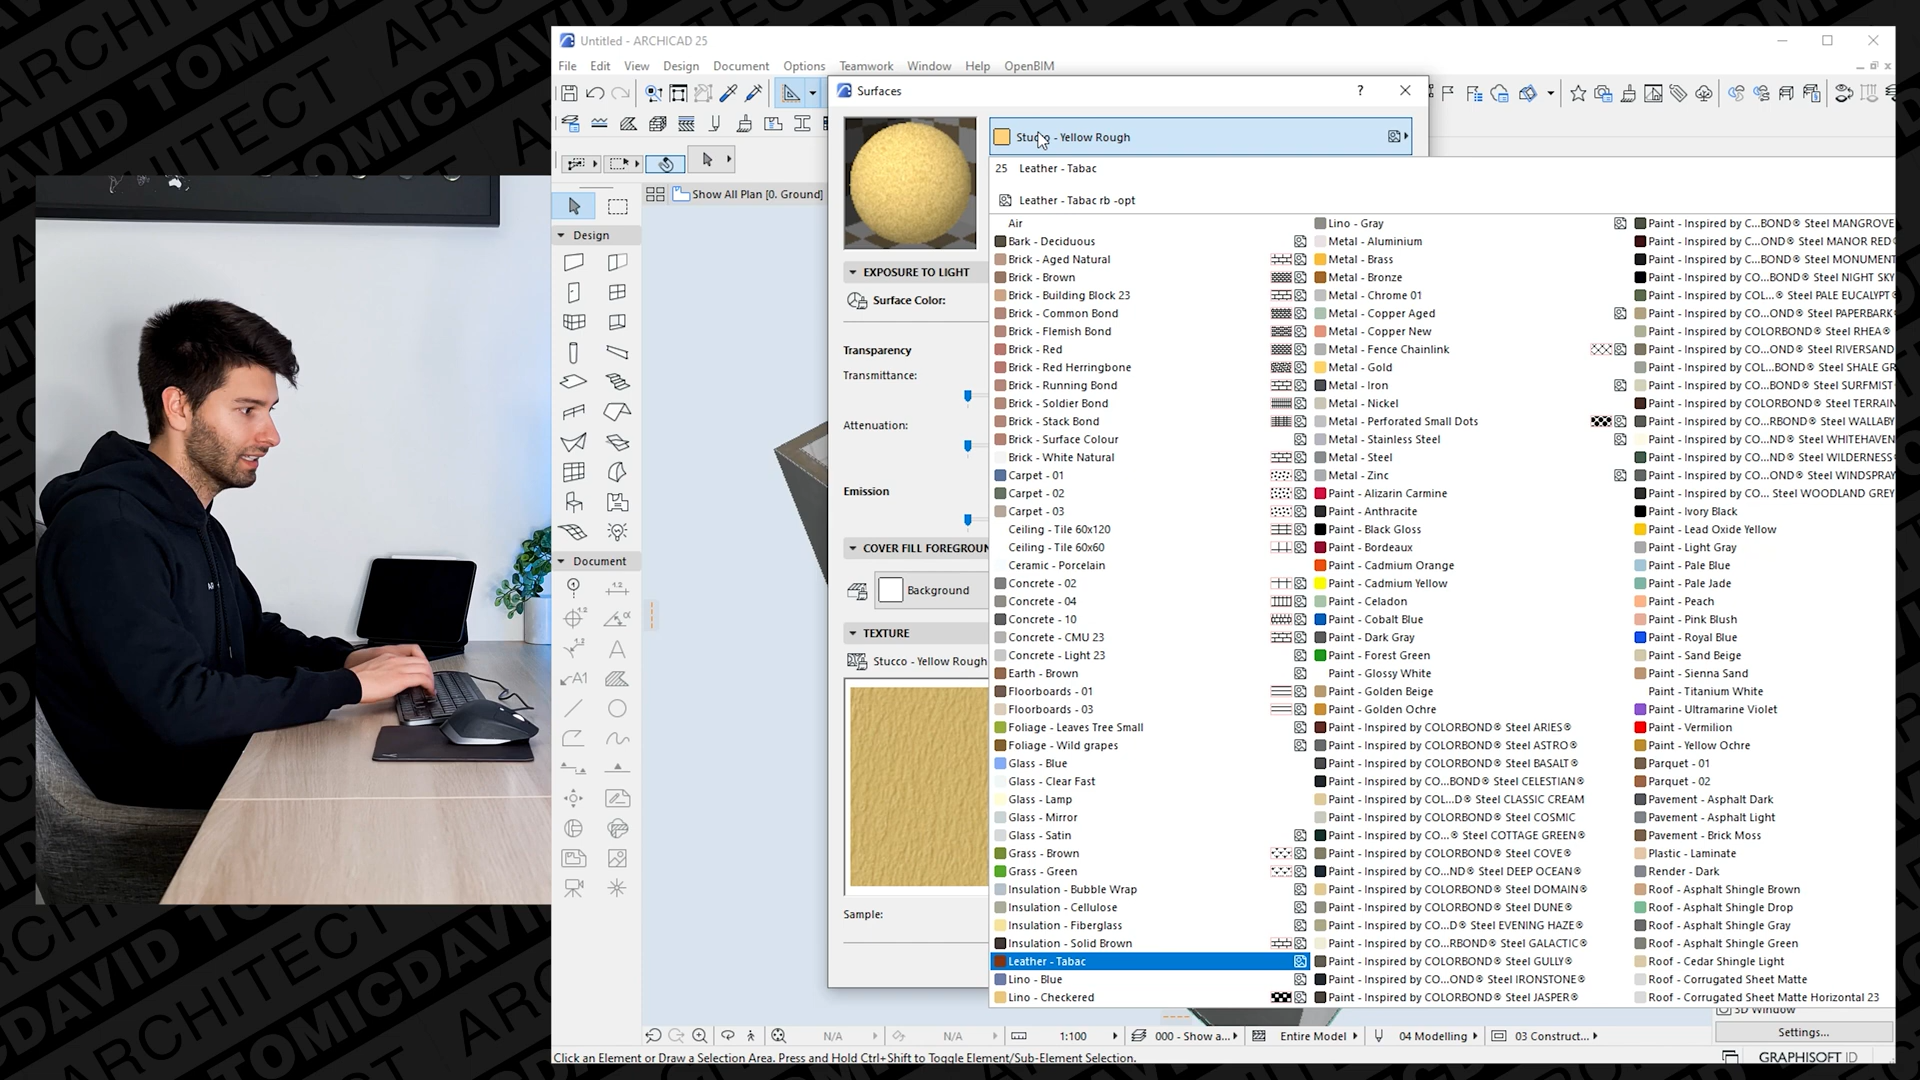 ARCHITECT
DAVID TOMIC
Untitled - ARCHICAD 25
File Edit View Design Document Options Teamwork Window Help OpenBIM
Surfaces
?
Stucco - Yellow Rough
25 Leather - Tabac
Leather - Tabac rb -opt
Show All Plan [0. Ground]
Design
Document
EXPOSURE TO LIGHT
Surface Color:
Transparency
Transmittance:
Attenuation:
Emission
COVER FILL FOREGROUN
Background
TEXTURE
Stucco - Yellow Rough
Sample:
Air
Bark - Deciduous
Brick - Aged Natural
Brick - Brown
Brick - Building Block 23
Brick - Common Bond
Brick - Flemish Bond
Brick - Red
Brick - Red Herringbone
Brick - Running Bond
Brick - Soldier Bond
Brick - Stack Bond
Brick - Surface Colour
Brick - White Natural
Carpet - 01
Carpet - 02
Carpet - 03
Ceiling - Tile 60x120
Ceiling - Tile 60x60
Ceramic - Porcelain
Concrete - 02
Concrete - 04
Concrete - 10
Concrete - CMU 23
Concrete - Light 23
Earth - Brown
Floorboards - 01
Floorboards - 03
Foliage - Leaves Tree Small
Foliage - Wild grapes
Glass - Blue
Glass - Clear Fast
Glass - Lamp
Glass - Mirror
Glass - Satin
Grass - Brown
Grass - Green
Insulation - Bubble Wrap
Insulation - Cellulose
Insulation - Fiberglass
Insulation - Solid Brown
Leather - Tabac
Lino - Blue
Lino - Checkered
Lino - Gray
Metal - Aluminium
Metal - Brass
Metal - Bronze
Metal - Chrome 01
Metal - Copper Aged
Metal - Copper New
Metal - Fence Chainlink
Metal - Gold
Metal - Iron
Metal - Nickel
Metal - Perforated Small Dots
Metal - Stainless Steel
Metal - Steel
Metal - Zinc
Paint - Alizarin Carmine
Paint - Anthracite
Paint - Black Gloss
Paint - Bordeaux
Paint - Cadmium Orange
Paint - Cadmium Yellow
Paint - Celadon
Paint - Cobalt Blue
Paint - Dark Gray
Paint - Forest Green
Paint - Glossy White
Paint - Golden Beige
Paint - Golden Ochre
Paint - Inspired by COLORBOND® Steel ARIES®
Paint - Inspired by COLORBOND® Steel ASTRO®
Paint - Inspired by COLORBOND® Steel BASALT®
Paint - Inspired by CO...BOND® Steel CELESTIAN®
Paint - Inspired by COL...D® Steel CLASSIC CREAM
Paint - Inspired by COLORBOND® Steel COSMIC
Paint - Inspired by CO...® Steel COTTAGE GREEN®
Paint - Inspired by COLORBOND® Steel COVE®
Paint - Inspired by CO...ND® Steel DEEP OCEAN®
Paint - Inspired by COLORBOND® Steel DOMAIN®
Paint - Inspired by COLORBOND® Steel DUNE®
Paint - Inspired by CO...D® Steel EVENING HAZE®
Paint - Inspired by CO...RBOND® Steel GALACTIC®
Paint - Inspired by COLORBOND® Steel GULLY®
Paint - Inspired by CO...OND® Steel IRONSTONE®
Paint - Inspired by COLORBOND® Steel JASPER®
Paint - Inspired by C...BOND® Steel MANGROVE
Paint - Inspired by C...OND® Steel MANOR RED®
Paint - Inspired by C...BOND® Steel MONUMENT
Paint - Inspired by C...BOND® Steel NIGHT SKY
Paint - Inspired by COL...® Steel PALE EUCALYPT®
Paint - Inspired by CO...OND® Steel PAPERBARK
Paint - Inspired by COLORBOND® Steel RHEA®
Paint - Inspired by CO...OND® Steel RIVERSAND
Paint - Inspired by COL...OND® Steel SHALE GR
Paint - Inspired by CO...BOND® Steel SURFMIST
Paint - Inspired by COLORBOND® Steel TERRAIN
Paint - Inspired by CO...RBOND® Steel WALLABY
Paint - Inspired by CO...ND® Steel WHITEHAVEN
Paint - Inspired by CO...ND® Steel WILDERNESS
Paint - Inspired by CO...OND® Steel WINDSPRAY
Paint - Inspired by CO... Steel WOODLAND GREY
Paint - Ivory Black
Paint - Lead Oxide Yellow
Paint - Light Gray
Paint - Pale Blue
Paint - Pale Jade
Paint - Peach
Paint - Pink Blush
Paint - Royal Blue
Paint - Sand Beige
Paint - Sienna Sand
Paint - Titanium White
Paint - Ultramarine Violet
Paint - Vermilion
Paint - Yellow Ochre
Parquet - 01
Parquet - 02
Pavement - Asphalt Dark
Pavement - Asphalt Light
Pavement - Brick Moss
Plastic - Laminate
Render - Dark
Roof - Asphalt Shingle Brown
Roof - Asphalt Shingle Drop
Roof - Asphalt Shingle Gray
Roof - Asphalt Shingle Green
Roof - Cedar Shingle Light
Roof - Corrugated Sheet Matte
Roof - Corrugated Sheet Matte Horizontal 23
3D Window
Settings...
N/A N/A 1:100 000 - Show a... Entire Model 04 Modelling 03 Construct...
Click an Element or Draw a Selection Area. Press and Hold Ctrl+Shift to Toggle Element/Sub-Element Selection.
GRAPHISOFT ID